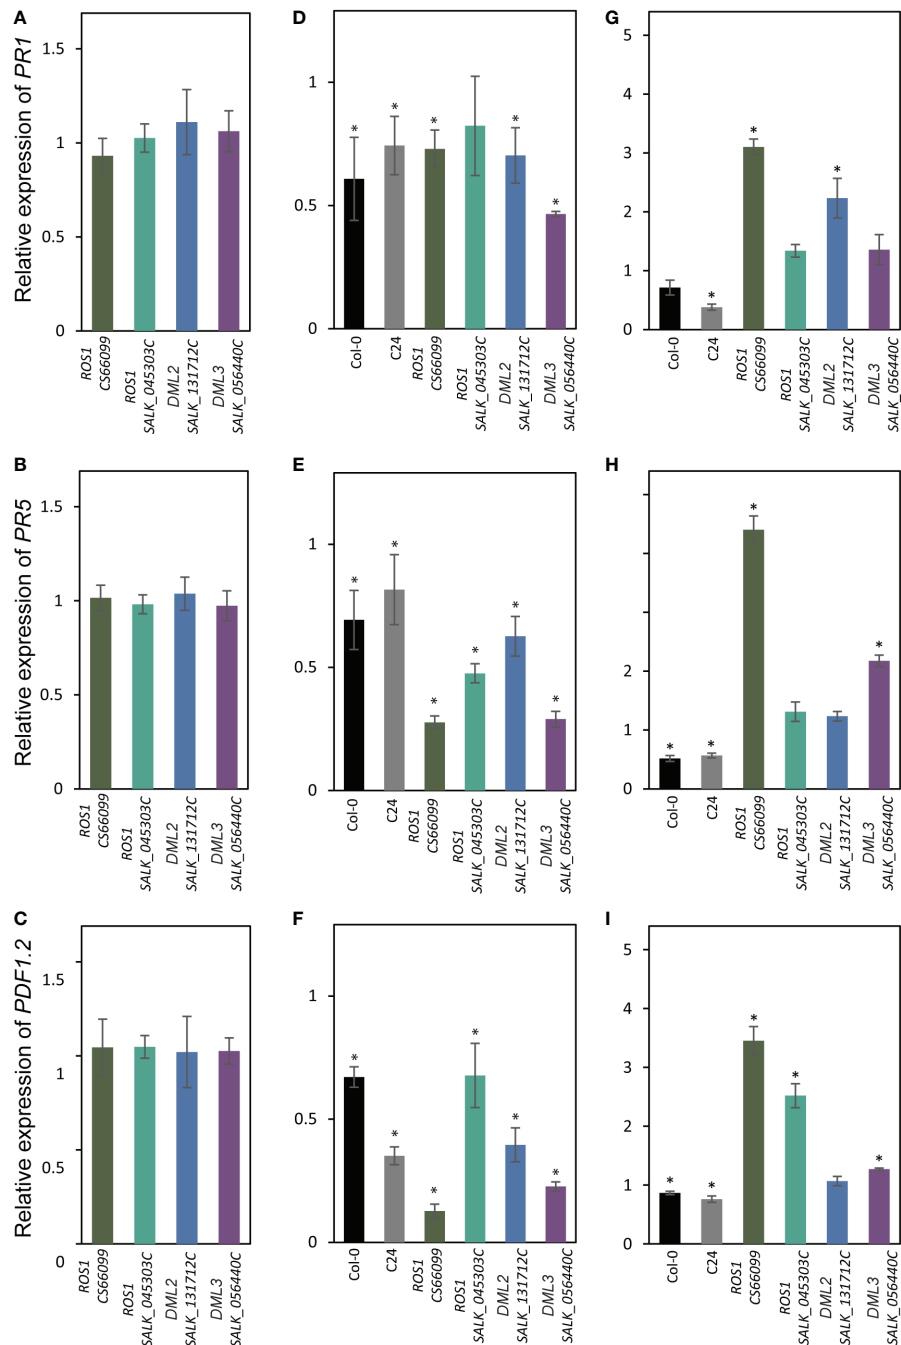 A
D
G
Relative expression of PR1
1.5
1
0.5
0
1
0.5
0
5
4
3
2
1
0
*
*
*
*
*
*
*
*
ROS1
CS66099
ROS1
SALK_045303C
DML2
SALK_131712C
DML3
SALK_056440C
Col-0
C24
ROS1
CS66099
ROS1
SALK_045303C
DML2
SALK_131712C
DML3
SALK_056440C
Col-0
C24
ROS1
CS66099
ROS1
SALK_045303C
DML2
SALK_131712C
DML3
SALK_056440C
B
E
H
Relative expression of PR5
1.5
1
0.5
0
1
0.5
0
2
1
0
*
*
*
*
*
*
*
*
*
*
ROS1
CS66099
ROS1
SALK_045303C
DML2
SALK_131712C
DML3
SALK_056440C
Col-0
C24
ROS1
CS66099
ROS1
SALK_045303C
DML2
SALK_131712C
DML3
SALK_056440C
Col-0
C24
ROS1
CS66099
ROS1
SALK_045303C
DML2
SALK_131712C
DML3
SALK_056440C
C
F
I
Relative expression of PDF1.2
1.5
1
0.5
0
1
0.5
0
5
4
3
2
1
0
*
*
*
*
*
*
*
*
*
*
*
ROS1
CS66099
ROS1
SALK_045303C
DML2
SALK_131712C
DML3
SALK_056440C
Col-0
C24
ROS1
CS66099
ROS1
SALK_045303C
DML2
SALK_131712C
DML3
SALK_056440C
Col-0
C24
ROS1
CS66099
ROS1
SALK_045303C
DML2
SALK_131712C
DML3
SALK_056440C